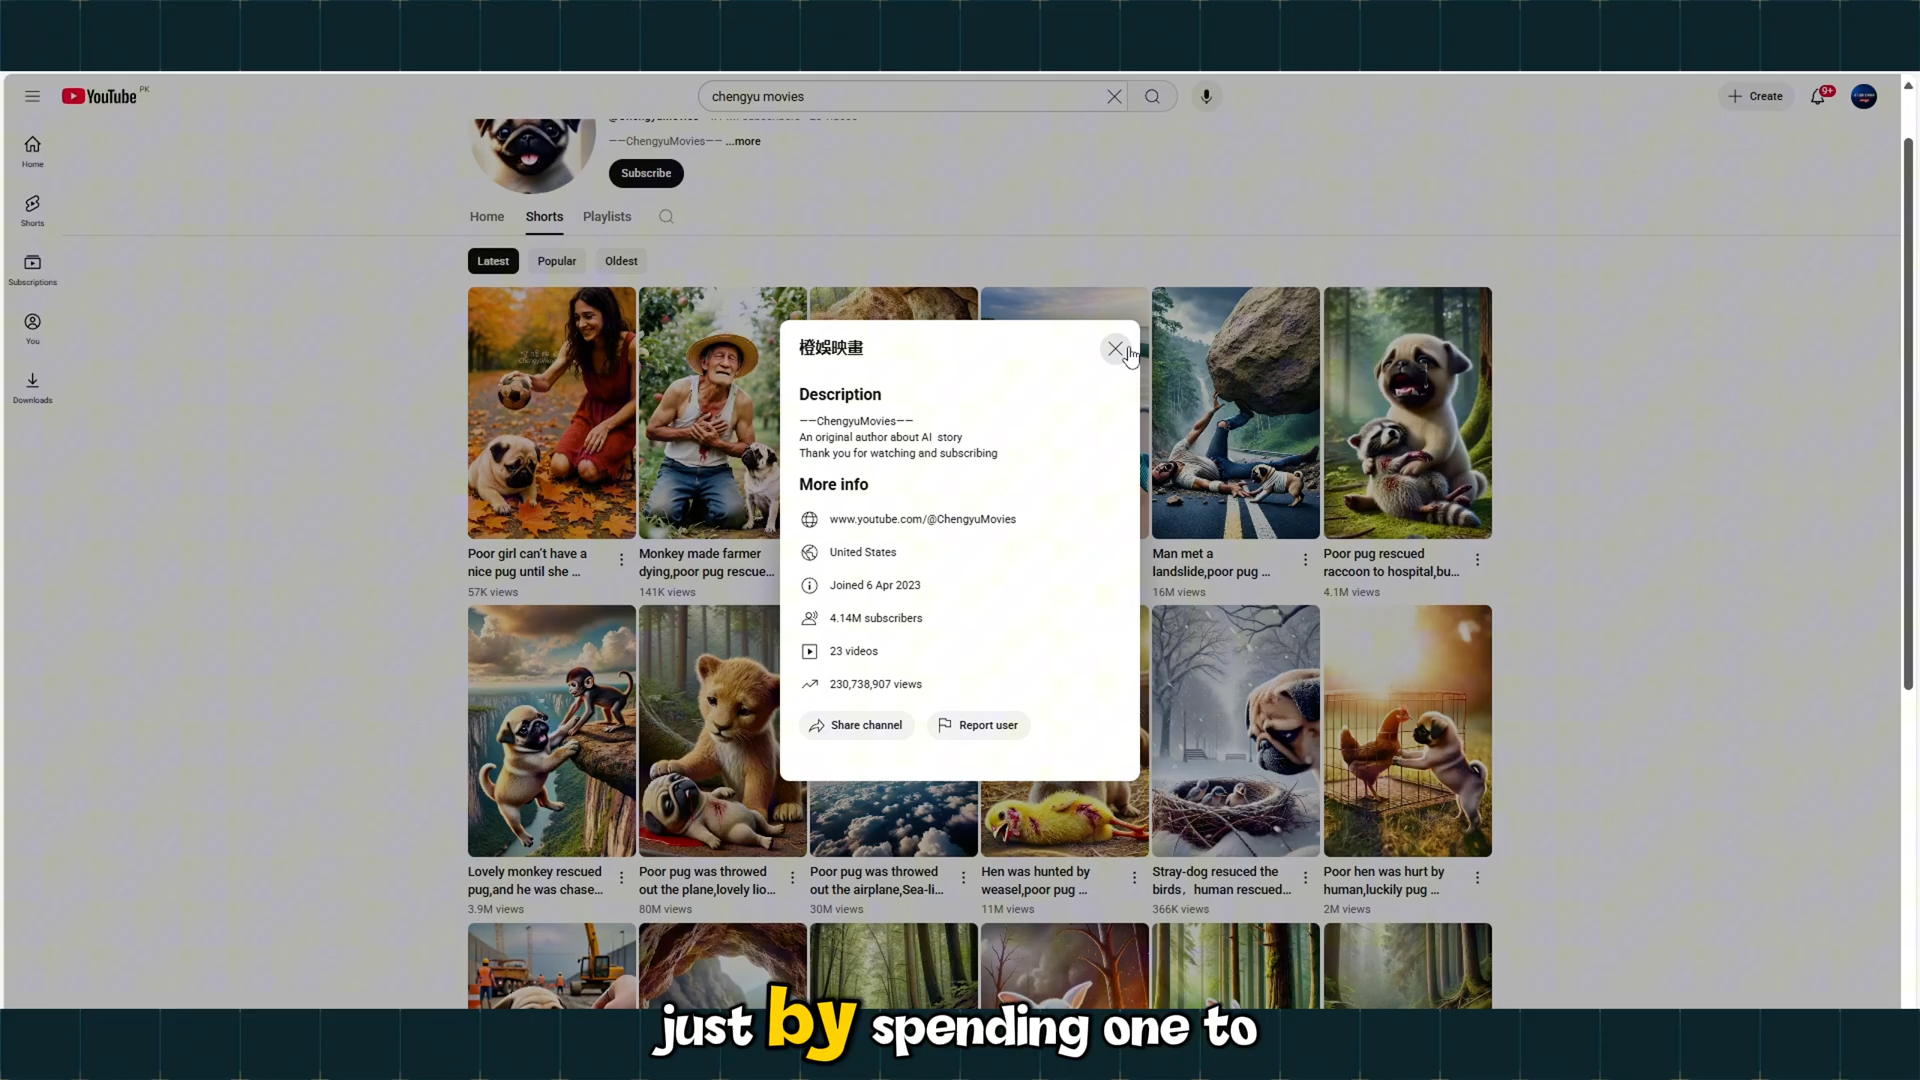 YouTube PK
chengyu movies
Create
9+
Home
Shorts
Subscriptions
You
Downloads
——ChengyuMovies—— ...more
Subscribe
Home Shorts Playlists
Latest Popular Oldest
橙娛映畫
Description
——ChengyuMovies——
An original author about AI story
Thank you for watching and subscribing
More info
www.youtube.com/@ChengyuMovies
United States
Joined 6 Apr 2023
4.14M subscribers
23 videos
230,738,907 views
Share channel
Report user
Poor girl can't have a
nice pug until she ...
57K views
Monkey made farmer
dying,poor pug rescue...
141K views
Man met a
landslide,poor pug ...
16M views
Poor pug rescued
raccoon to hospital,bu...
4.1M views
Lovely monkey rescued
pug,and he was chase...
3.9M views
Poor pug was throwed
out the plane,lovely lio...
80M views
Poor pug was throwed
out the airplane,Sea-li...
30M views
Hen was hunted by
weasel,poor pug ...
11M views
Stray-dog resuced the
birds，human rescued...
366K views
Poor hen was hurt by
human,luckily pug ...
2M views
just by spending one to